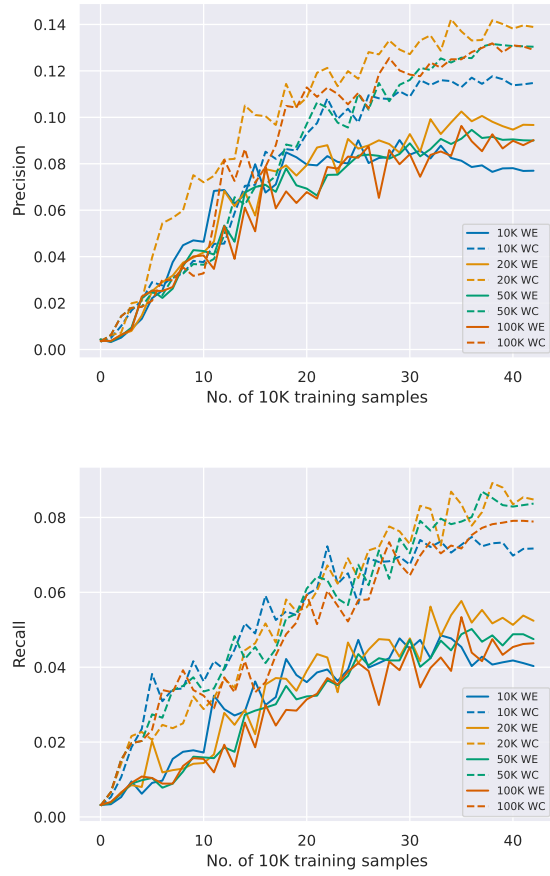 0.14
0.12
0.10
0.08
0.06
0.04
0.02
0.00
Precision
10K WE
10K WC
20K WE
20K WC
50K WE
50K WC
100K WE
100K WC
0 10 20 30 40
No. of 10K training samples
0.08
0.06
0.04
0.02
0.00
Recall
10K WE
10K WC
20K WE
20K WC
50K WE
50K WC
100K WE
100K WC
0 10 20 30 40
No. of 10K training samples